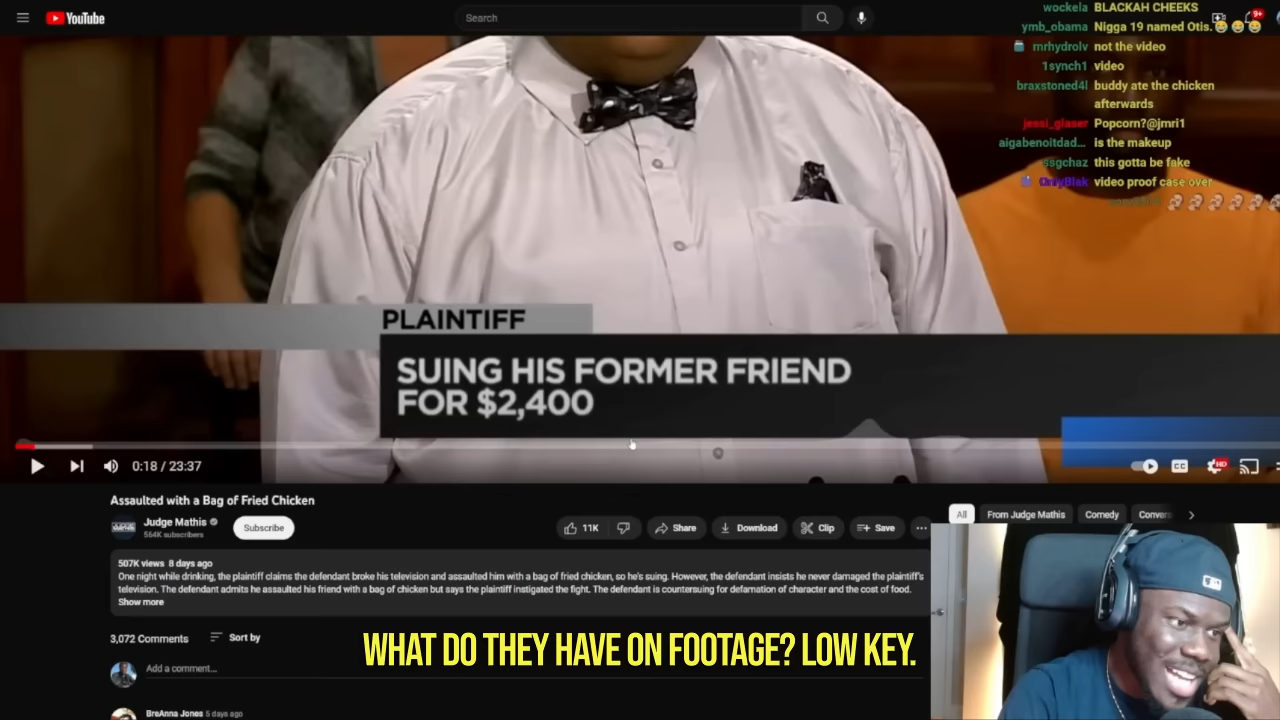 YouTube
Search
9+
wockela BLACKAH CHEEKS
ymb_obama Nigga 19 named Otis.
mrhydrolv not the video
1synch1 video
braxstoned4l buddy ate the chicken
afterwards
jessi_glaser Popcorn?@jmri1
aigabenoitdad... is the makeup
ssgchaz this gotta be fake
video proof case over
PLAINTIFF
SUING HIS FORMER FRIEND
FOR $2,400
0:18 / 23:37
CC
HD
Assaulted with a Bag of Fried Chicken
Judge Mathis
564K subscribers
Subscribe
11K
Share
Download
Clip
Save
All
From Judge Mathis
Comedy
507K views 8 days ago
One night while drinking, the plaintiff claims the defendant broke his television and assaulted him with a bag of fried chicken, so he's suing. However, the defendant insists he never damaged the plaintiff's
television. The defendant admits he assaulted his friend with a bag of chicken but says the plaintiff instigated the fight. The defendant is countersuing for defamation of character and the cost of food.
Show more
3,072 Comments
Sort by
WHAT DO THEY HAVE ON FOOTAGE? LOW KEY.
Add a comment...
BreAnna Jones 5 days ago